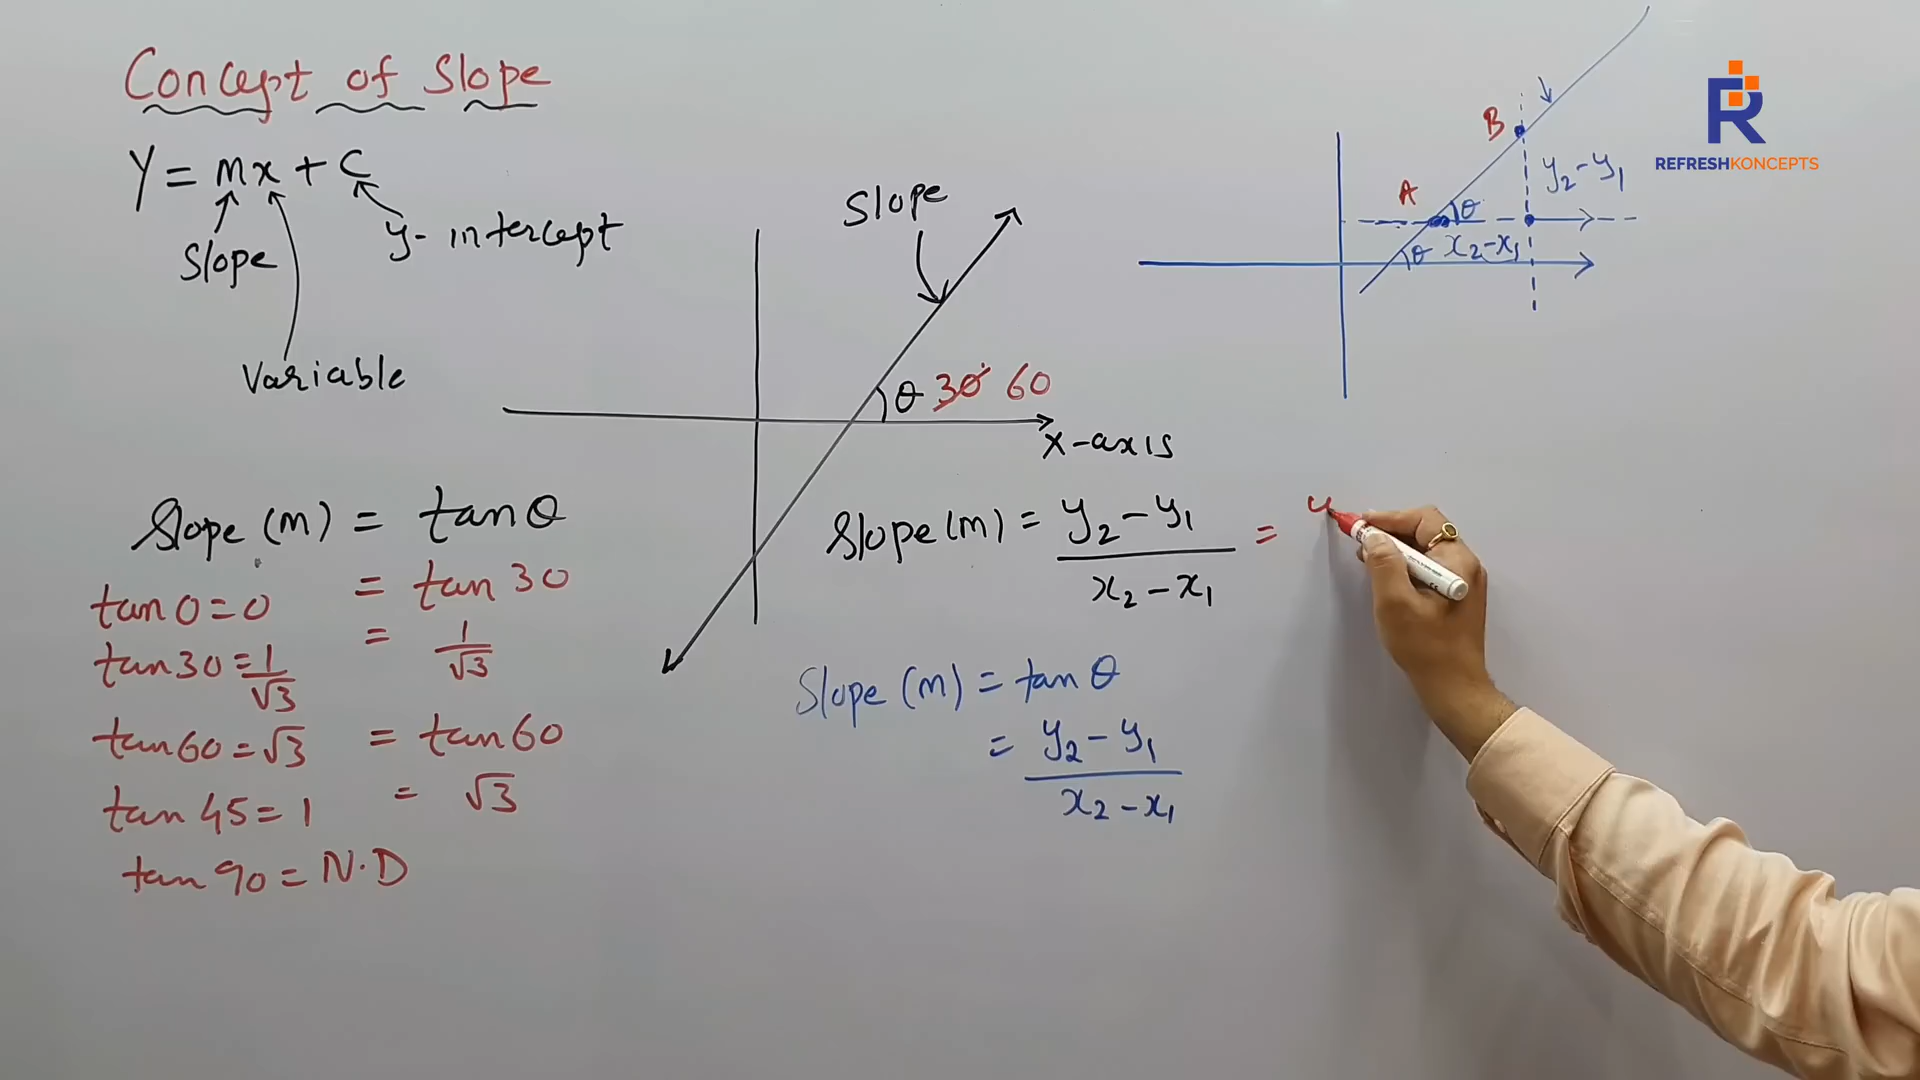 Concept of Slope
Y = mx + C
Slope
y-intercept
Variable
Slope
θ 30 60
X-axis
B
A
θ
y₂-y₁
θ x₂-x₁
REFRESHKONCEPTS
Slope (m) = tanθ
tan 0 = 0
= tan 30
tan 30 = 1/√3
= 1/√3
tan 60 = √3
= tan 60
tan 45 = 1
= √3
tan 90 = N.D
Slope (m) = y₂-y₁ / x₂-x₁ = y
Slope (m) = tan θ
= y₂-y₁ / x₂-x₁